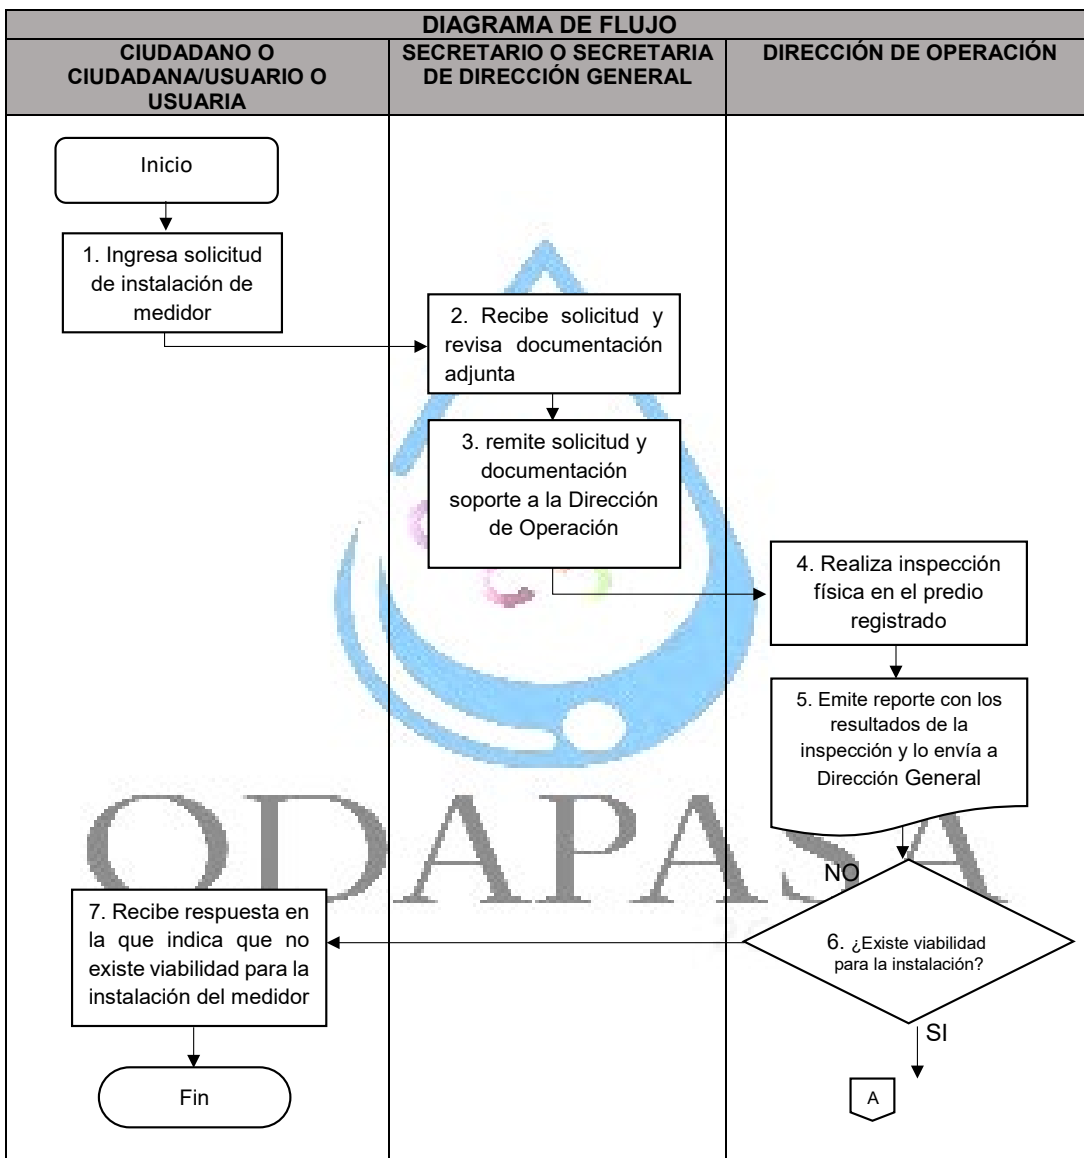 DIAGRAMA DE FLUJO
CIUDADANO O
CIUDADANA/USUARIO O
USUARIA
SECRETARIO O SECRETARIA
DE DIRECCIÓN GENERAL
DIRECCIÓN DE OPERACIÓN
Inicio
1. Ingresa solicitud
de instalación de
medidor
2. Recibe solicitud y
revisa documentación
adjunta
3. remite solicitud y
documentación
soporte a la Dirección
de Operación
4. Realiza inspección
física en el predio
registrado
5. Emite reporte con los
resultados de la
inspección y lo envía a
Dirección General
ODAPASA
NO
6. ¿Existe viabilidad
para la instalación?
7. Recibe respuesta en
la que indica que no
existe viabilidad para la
instalación del medidor
SI
Fin
A